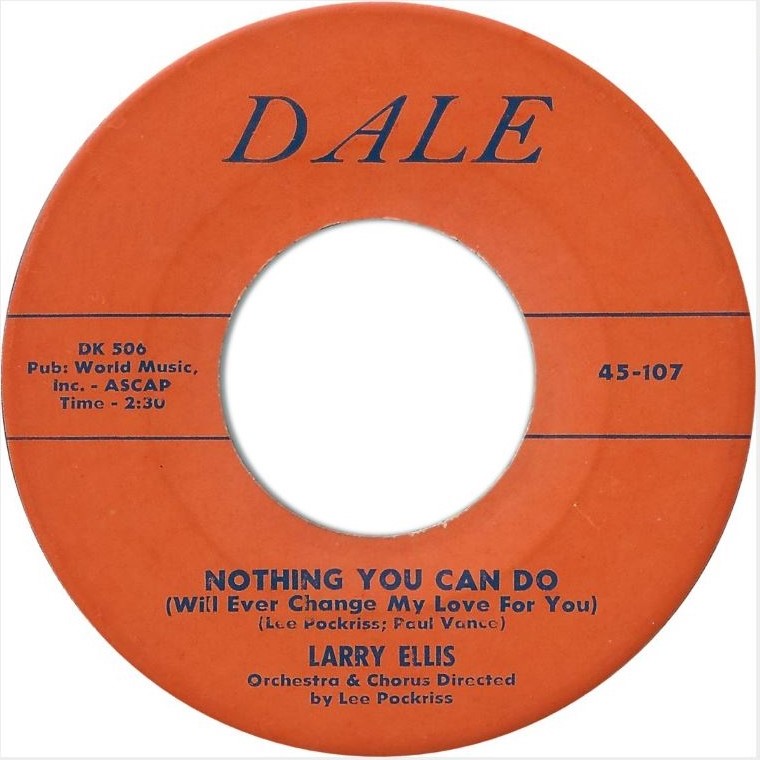 DALE
DK 506
Pub: World Music,
Inc. - ASCAP
Time - 2:30
45-107
NOTHING YOU CAN DO
(Will Ever Change My Love For You)
(Lee Pockriss; Paul Vance)
LARRY ELLIS
Orchestra & Chorus Directed
by Lee Pockriss